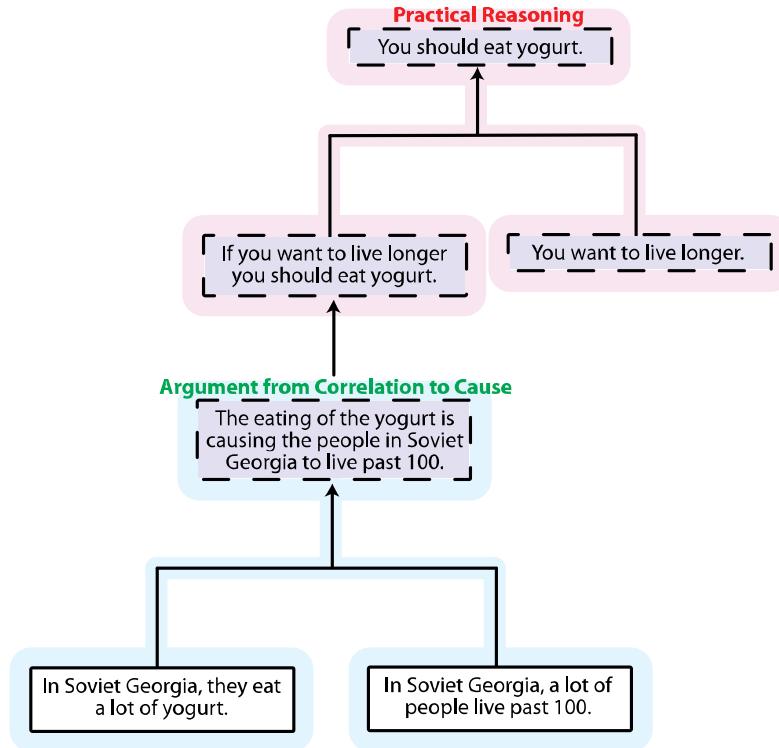 Practical Reasoning
You should eat yogurt.
If you want to live longer
you should eat yogurt.
You want to live longer.
Argument from Correlation to Cause
The eating of the yogurt is
causing the people in Soviet
Georgia to live past 100.
In Soviet Georgia, they eat
a lot of yogurt.
In Soviet Georgia, a lot of
people live past 100.